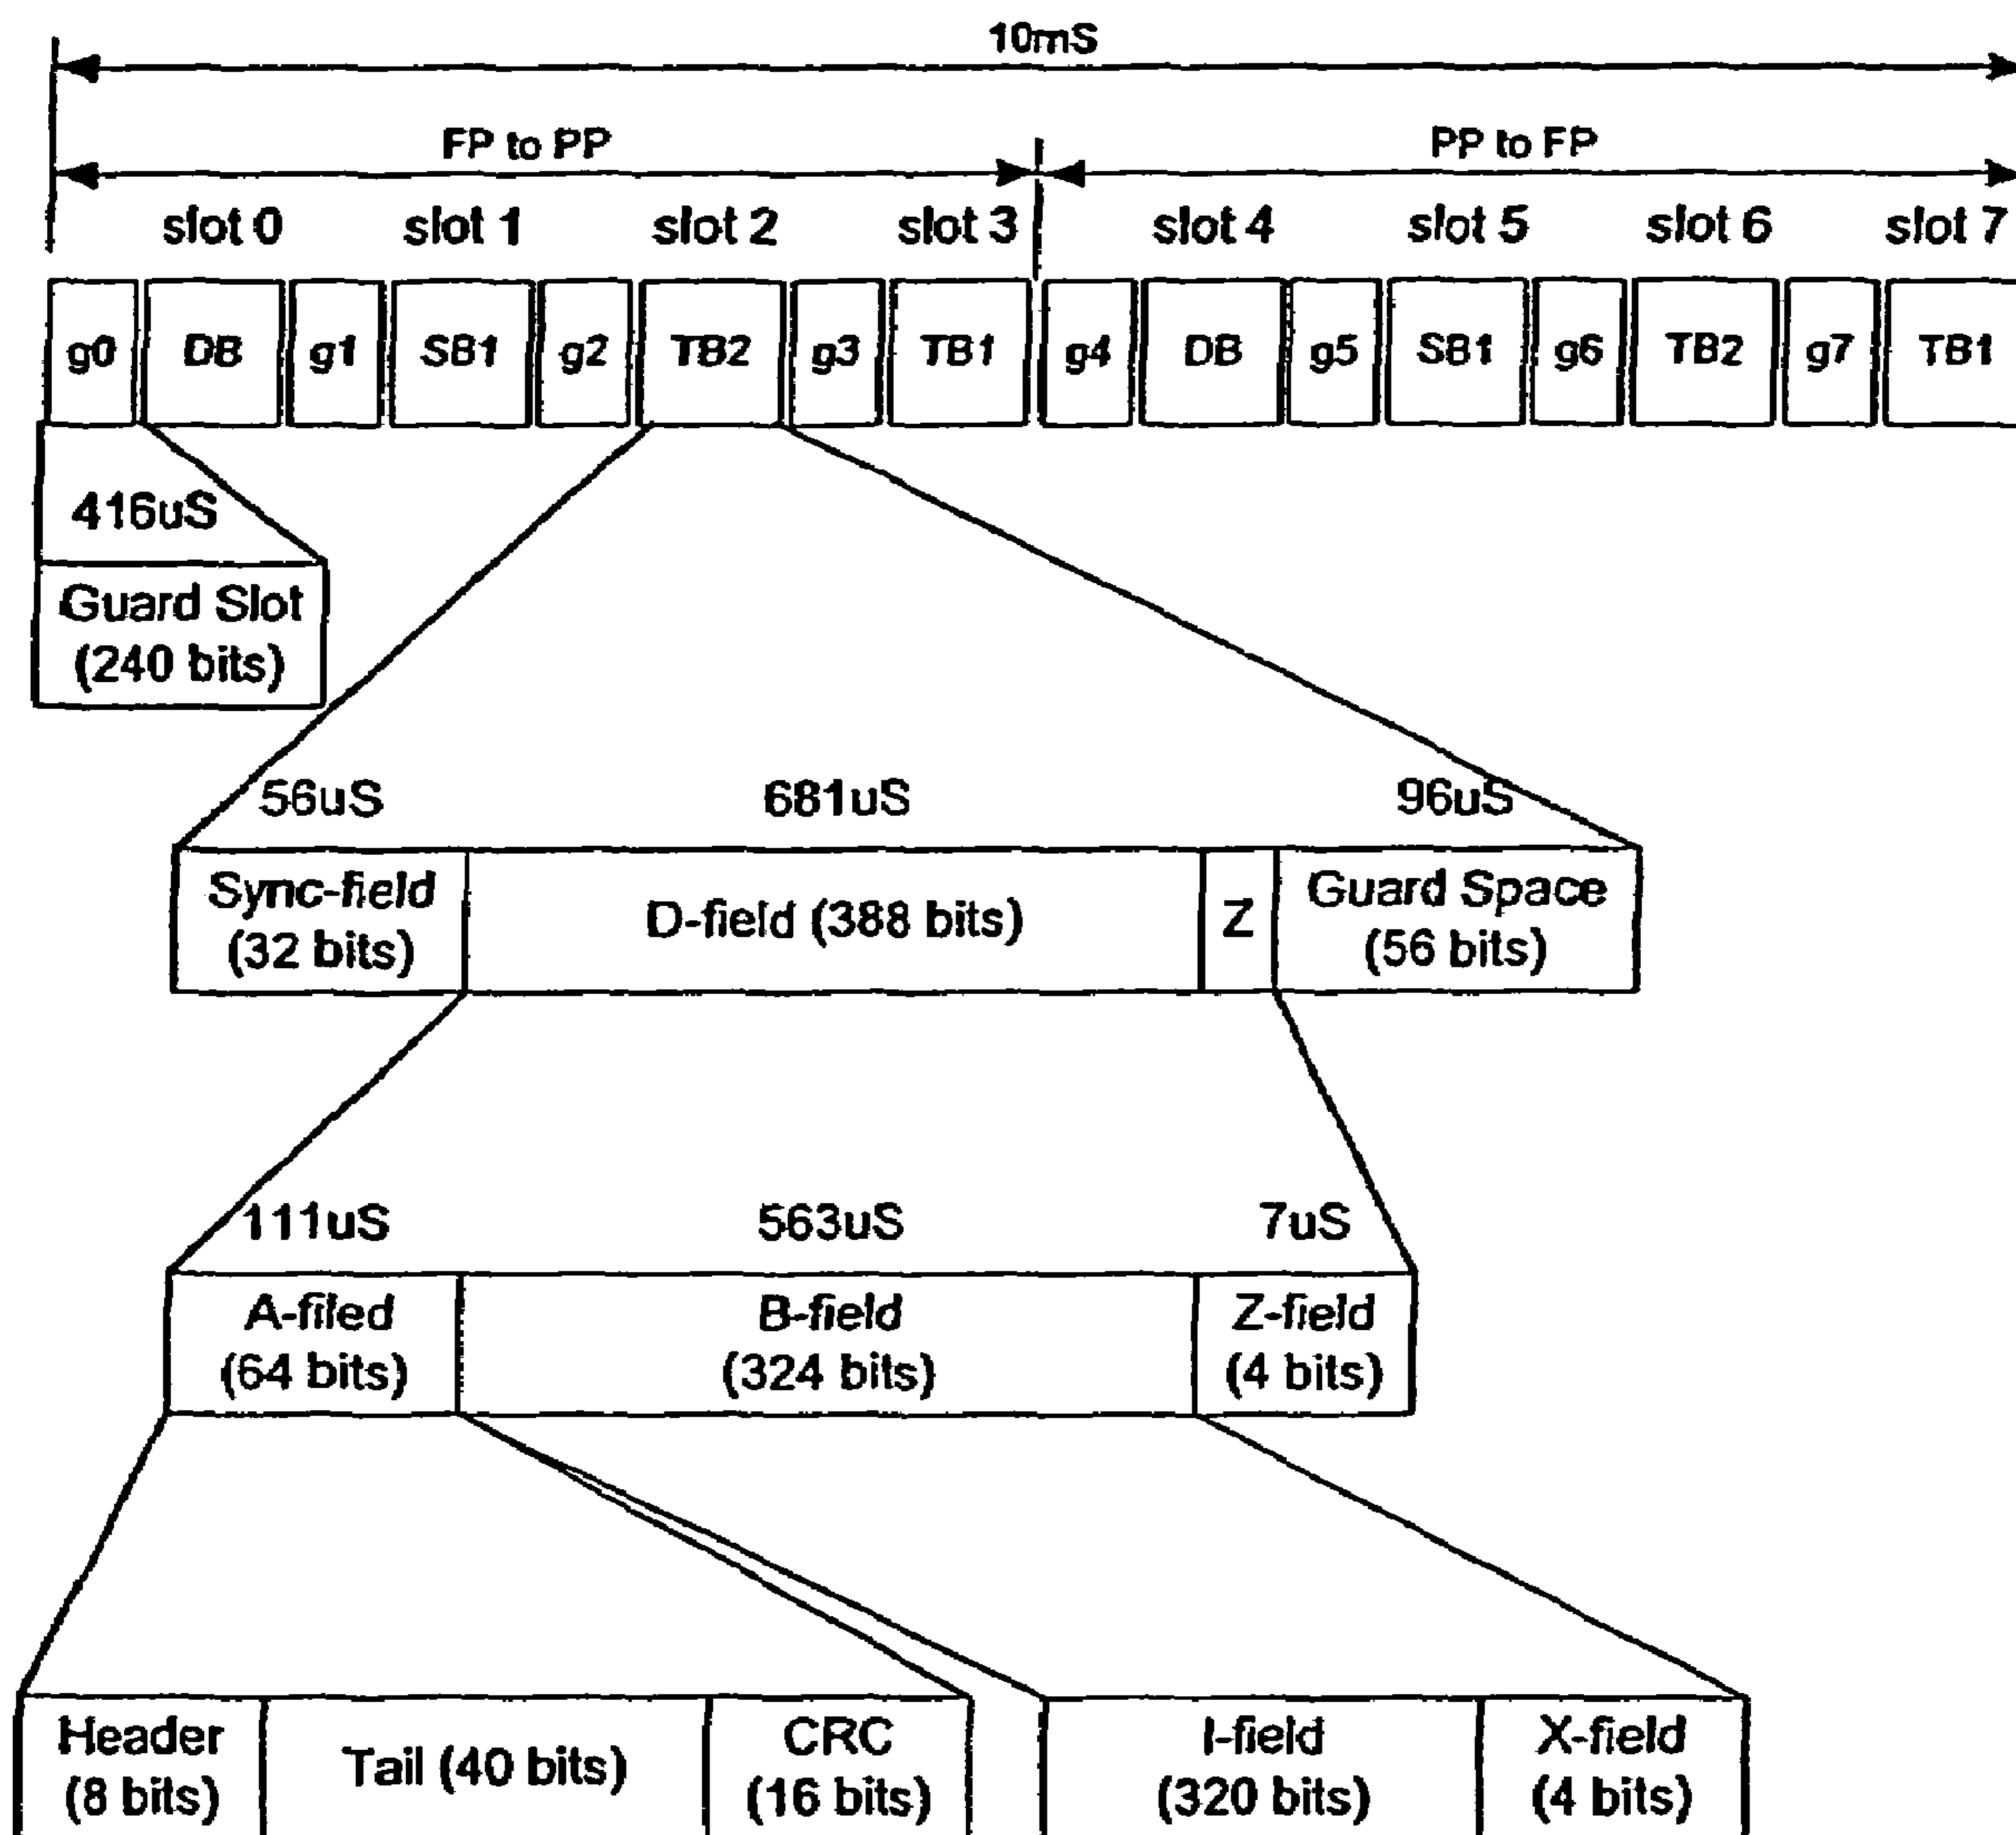 10mS
FP to PP PP to FP
slot 0 slot 1 slot 2 slot 3 slot 4 slot 5 slot 6 slot 7
g0 DB g1 SB1 g2 TB2 g3 TB1 g4 DB g5 SB1 g6 TB2 g7 TB1
416uS
Guard Slot
(240 bits)
56uS 681uS 96uS
Sync-field
(32 bits)
D-field (388 bits)
Z
Guard Space
(56 bits)
111uS 563uS 7uS
A-filed
(64 bits)
B-field
(324 bits)
Z-field
(4 bits)
Header
(8 bits)
Tail (40 bits)
CRC
(16 bits)
I-field
(320 bits)
X-field
(4 bits)